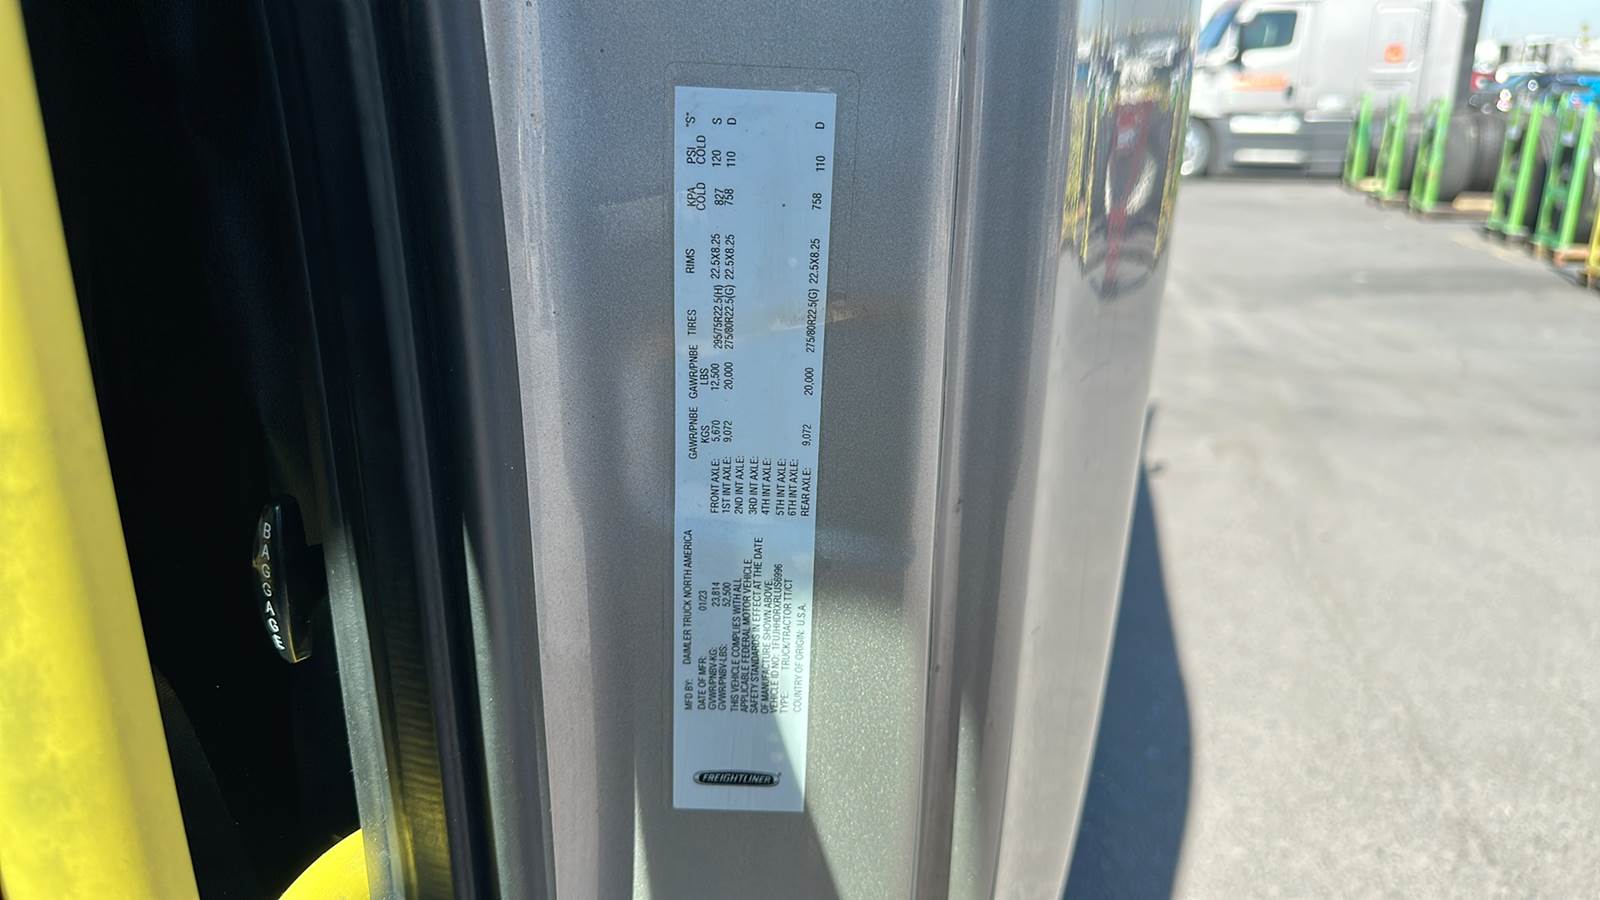 FREIGHTLINER
MFD BY: DAIMLER TRUCK NORTH AMERICA
DATE OF MFR: 01/23
GVWR/PNBV-KG: 23,814
GVWR/PNBV-LBS: 52,500
THIS VEHICLE COMPLIES WITH ALL
APPLICABLE FEDERAL MOTOR VEHICLE
SAFETY STANDARDS IN EFFECT AT THE DATE
OF MANUFACTURE SHOWN ABOVE.
VEHICLE ID NO.: 1FUJHHDRXRLUS6996
TYPE: TRUCK/TRACTOR TT/CT
COUNTRY OF ORIGIN: U.S.A.
GAWR/PNBE KGS GAWR/PNBE LBS TIRES RIMS KPA COLD PSI COLD "S"
FRONT AXLE: 5,670 12,500 295/75R22.5(H) 22.5X8.25 827 120 S
1ST INT AXLE: 9,072 20,000 275/80R22.5(G) 22.5X8.25 758 110 D
2ND INT AXLE:
3RD INT AXLE:
4TH INT AXLE:
5TH INT AXLE:
6TH INT AXLE:
REAR AXLE: 9,072 20,000 275/80R22.5(G) 22.5X8.25 758 110 D
BAGGAGE